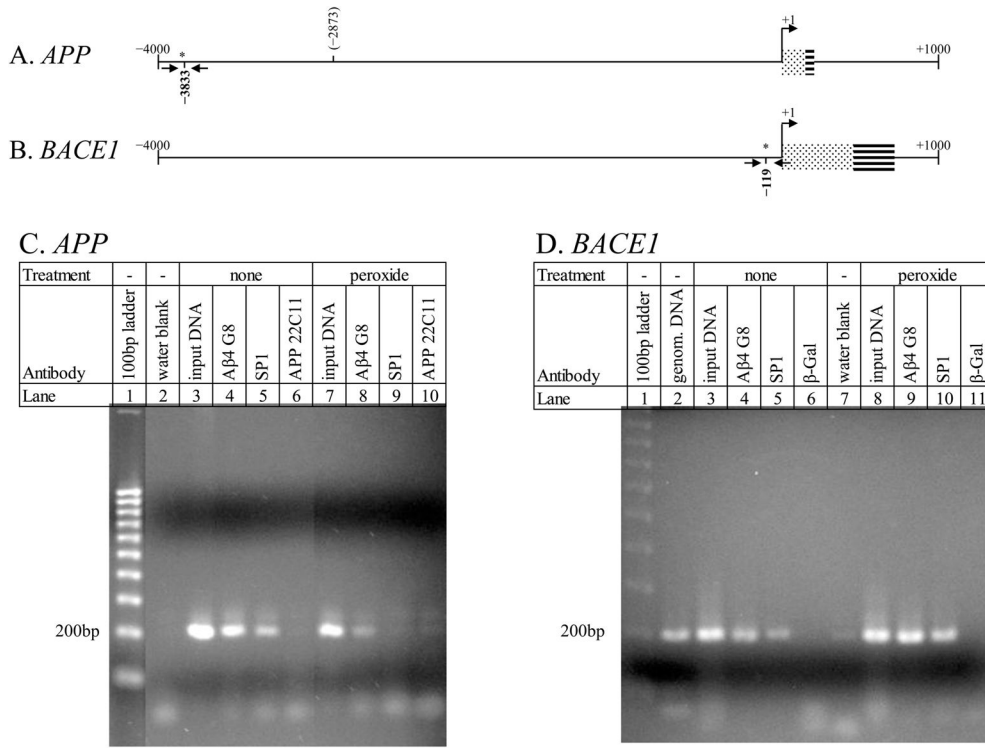 A. APP
−4000
*
−3833
(−2873)
+1
+1000
B. BACE1
−4000
*
−119
+1
+1000
C. APP
Treatment - - none peroxide
Antibody 100bp ladder water blank input DNA Aβ4 G8 SP1 APP 22C11 input DNA Aβ4 G8 SP1 APP 22C11
Lane 1 2 3 4 5 6 7 8 9 10
200bp
D. BACE1
Treatment - - none - peroxide
Antibody 100bp ladder genom. DNA input DNA Aβ4 G8 SP1 β-Gal water blank input DNA Aβ4 G8 SP1 β-Gal
Lane 1 2 3 4 5 6 7 8 9 10 11
200bp